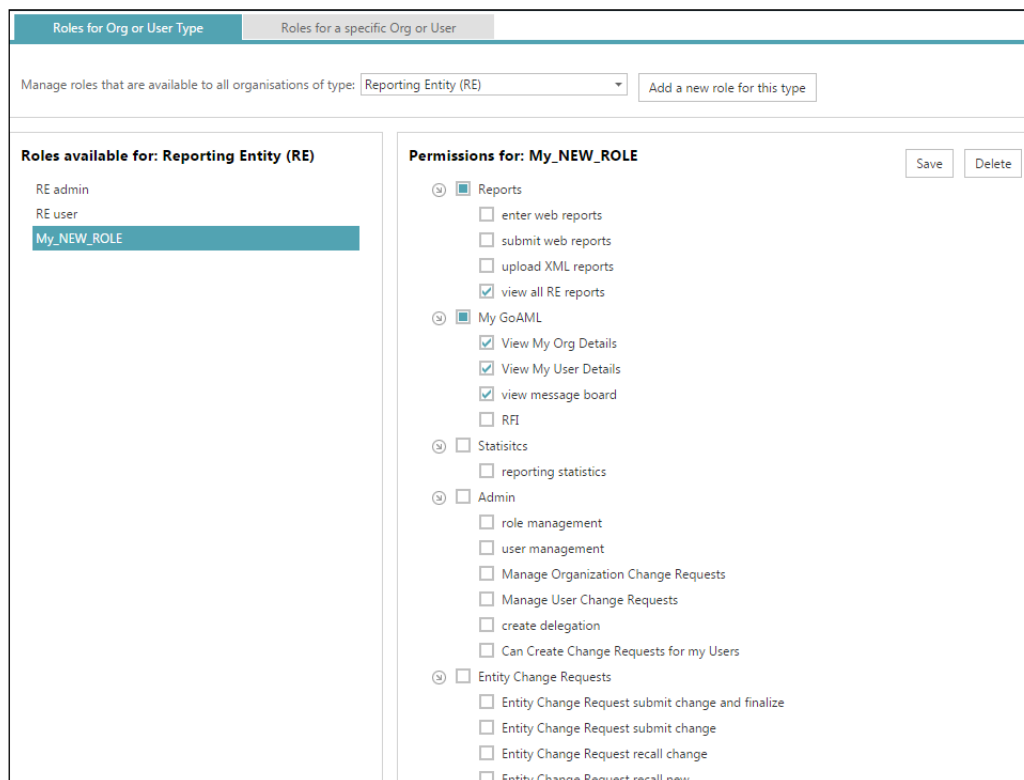 Roles for Org or User Type
Roles for a specific Org or User
Manage roles that are available to all organisations of type: Reporting Entity (RE) Add a new role for this type
Roles available for: Reporting Entity (RE)
RE admin
RE user
My_NEW_ROLE
Permissions for: My_NEW_ROLE
Save
Delete
Reports
enter web reports
submit web reports
upload XML reports
view all RE reports
My GoAML
View My Org Details
View My User Details
view message board
RFI
Statisitcs
reporting statistics
Admin
role management
user management
Manage Organization Change Requests
Manage User Change Requests
create delegation
Can Create Change Requests for my Users
Entity Change Requests
Entity Change Request submit change and finalize
Entity Change Request submit change
Entity Change Request recall change
Entity Change Request recall new